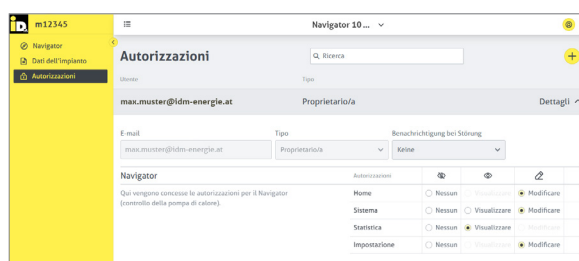 iD. m12345
Navigator 10 ...
Navigator
Dati dell'impianto
Autorizzazioni
Autorizzazioni
Ricerca
Utente Tipo
max.muster@idm-energie.at Proprietario/a Dettagli
E-mail Tipo Benachrichtigung bei Störung
max.muster@idm-energie.at Proprietario/a Keine
Navigator Autorizzazioni
Qui vengono concesse le autorizzazioni per il Navigator
(controllo della pompa di calore).
Home Nessun Visualizzare Modificare
Sistema Nessun Visualizzare Modificare
Statistica Nessun Visualizzare Modificare
Impostazione Nessun Visualizzare Modificare